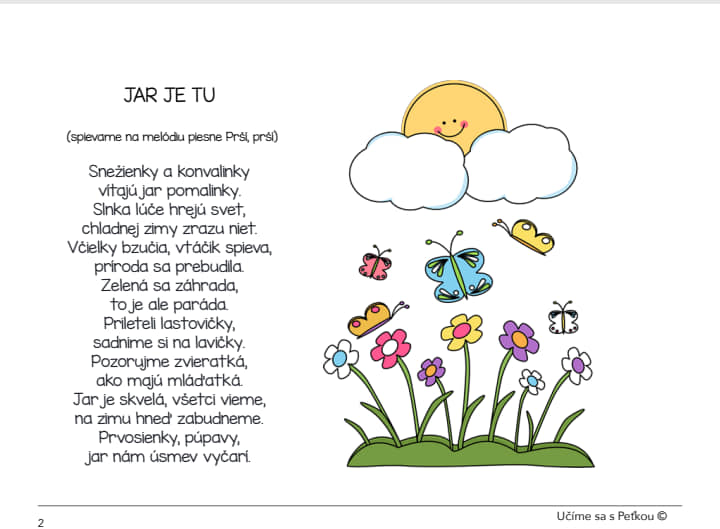 JAR JE TU
(spievame na melódiu piesne Prší, prší)
Snežienky a konvalinky
vítajú jar pomalinky.
Slnka lúče hrejú svet,
chladnej zimy zrazu niet.
Včielky bzučia, vtáčik spieva,
príroda sa prebudila.
Zelená sa záhrada,
to je ale paráda.
Prileteli lastovičky,
sadnime si na lavičky.
Pozorujme zvieratká,
ako majú mláďatká.
Jar je skvelá, všetci vieme,
na zimu hneď zabudneme.
Prvosienky, púpavy,
jar nám úsmev vyčarí.
2
Učíme sa s Peťkou ©